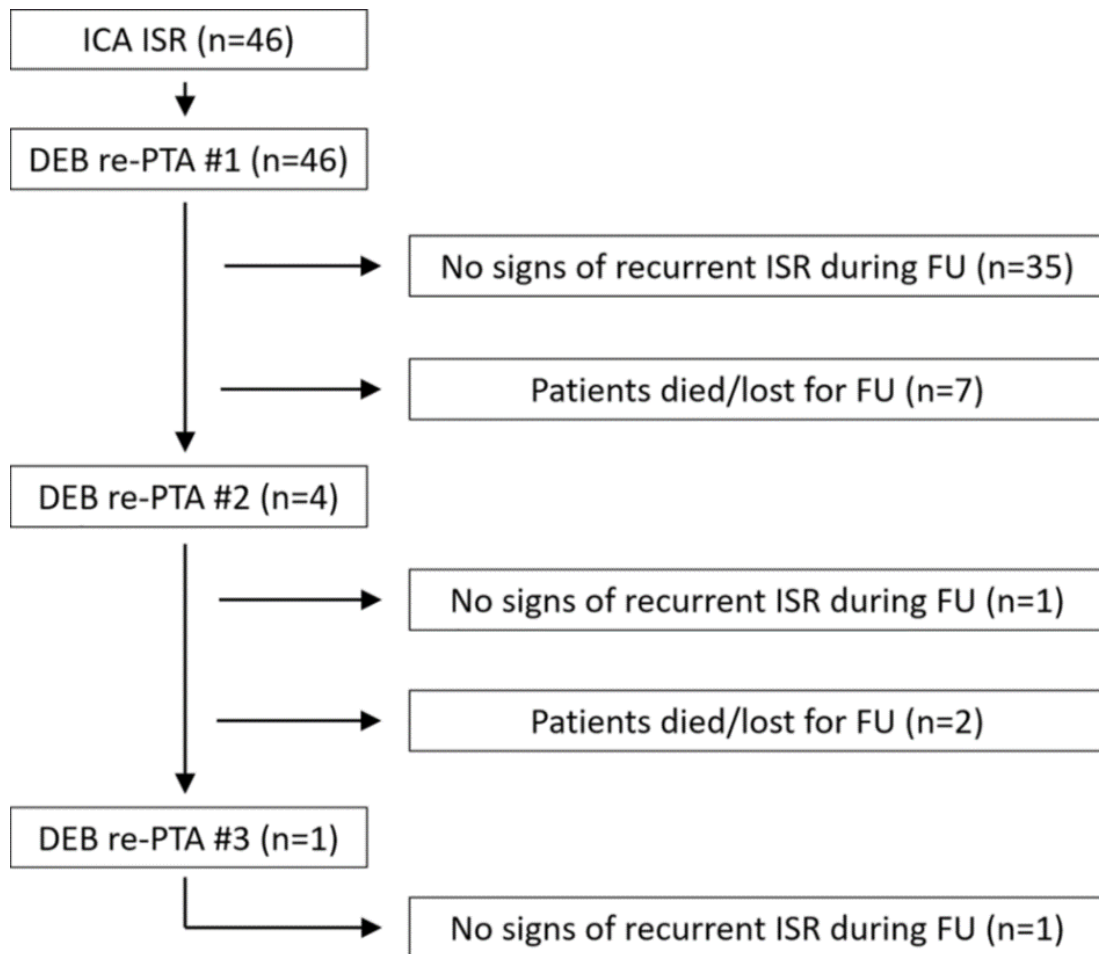 ICA ISR (n=46)
DEB re-PTA #1 (n=46)
No signs of recurrent ISR during FU (n=35)
Patients died/lost for FU (n=7)
DEB re-PTA #2 (n=4)
No signs of recurrent ISR during FU (n=1)
Patients died/lost for FU (n=2)
DEB re-PTA #3 (n=1)
No signs of recurrent ISR during FU (n=1)